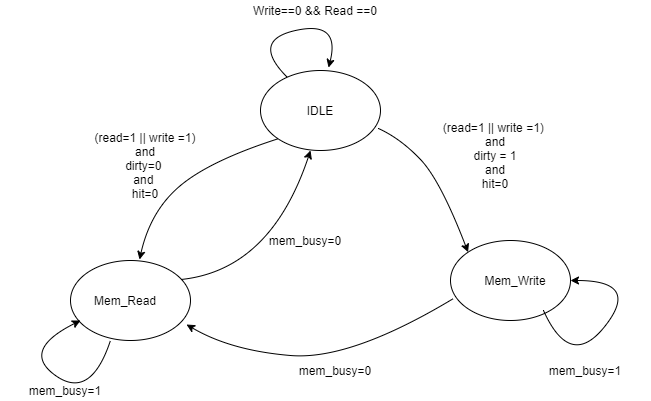 Write==0 && Read ==0
IDLE
(read=1 || write =1)
and
dirty=0
and
hit=0
(read=1 || write =1)
and
dirty = 1
and
hit=0
mem_busy=0
Mem_Read
Mem_Write
mem_busy=0
mem_busy=1
mem_busy=1